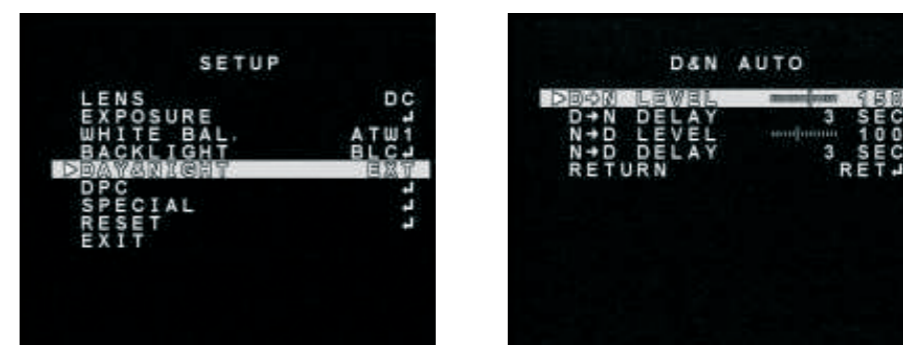 SETUP
LENS DC
EXPOSURE ↵
WHITE BAL. ATW1
BACKLIGHT BLC↵
▷DAY&NIGHT EXT
DPC ↵
SPECIAL ↵
RESET ↵
EXIT
D&N AUTO
▷D→N LEVEL 150
D→N DELAY 3 SEC
N→D LEVEL 100
N→D DELAY 3 SEC
RETURN RET↵